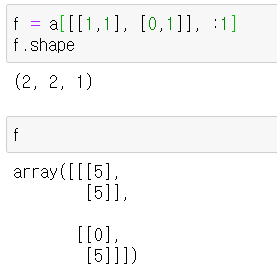 f = a[[[1,1], [0,1]], :1]
f.shape
(2, 2, 1)
f
array([[[5],
        [5]],
       [[0],
        [5]]])